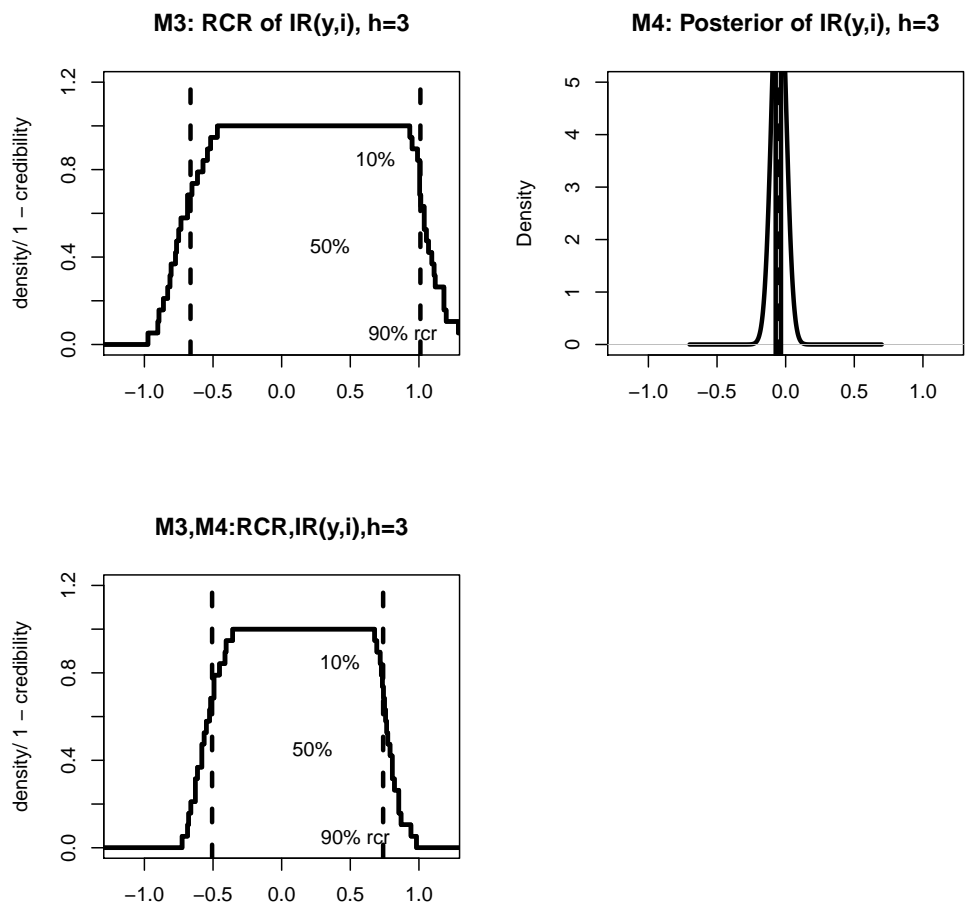 M3: RCR of IR(y,i), h=3
density/ 1 − credibility
1.2
0.8
0.4
0.0
10%
50%
90% rcr
−1.0 −0.5 0.0 0.5 1.0
M4: Posterior of IR(y,i), h=3
Density
5
4
3
2
1
0
−1.0 −0.5 0.0 0.5 1.0
M3,M4:RCR,IR(y,i),h=3
density/ 1 − credibility
1.2
0.8
0.4
0.0
10%
50%
90% rcr
−1.0 −0.5 0.0 0.5 1.0